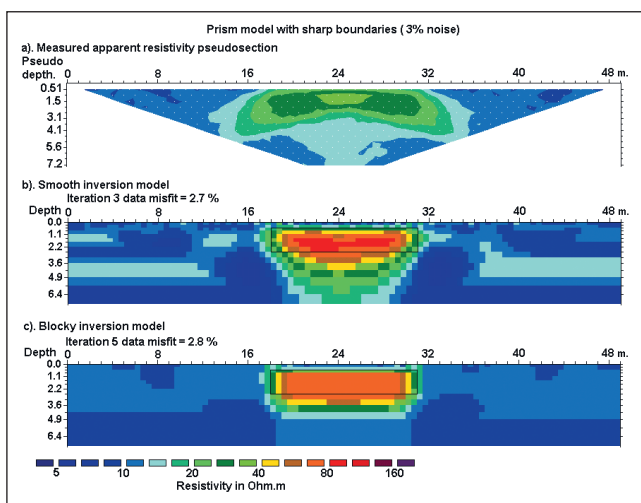 Prism model with sharp boundaries ( 3% noise)
a). Measured apparent resistivity pseudosection
Pseudo
depth. 0 8 16 24 32 40 48 m.
0.51
1.5
3.1
4.1
5.6
7.2
b). Smooth inversion model
Iteration 3 data misfit = 2.7 %
Depth 0 8 16 24 32 40 48 m.
0.0
1.1
2.2
3.6
4.9
6.4
c). Blocky inversion model
Iteration 5 data misfit = 2.8 %
Depth 0 8 16 24 32 40 48 m.
0.0
1.1
2.2
3.6
4.9
6.4
5 10 20 40 80 160
Resistivity in Ohm.m